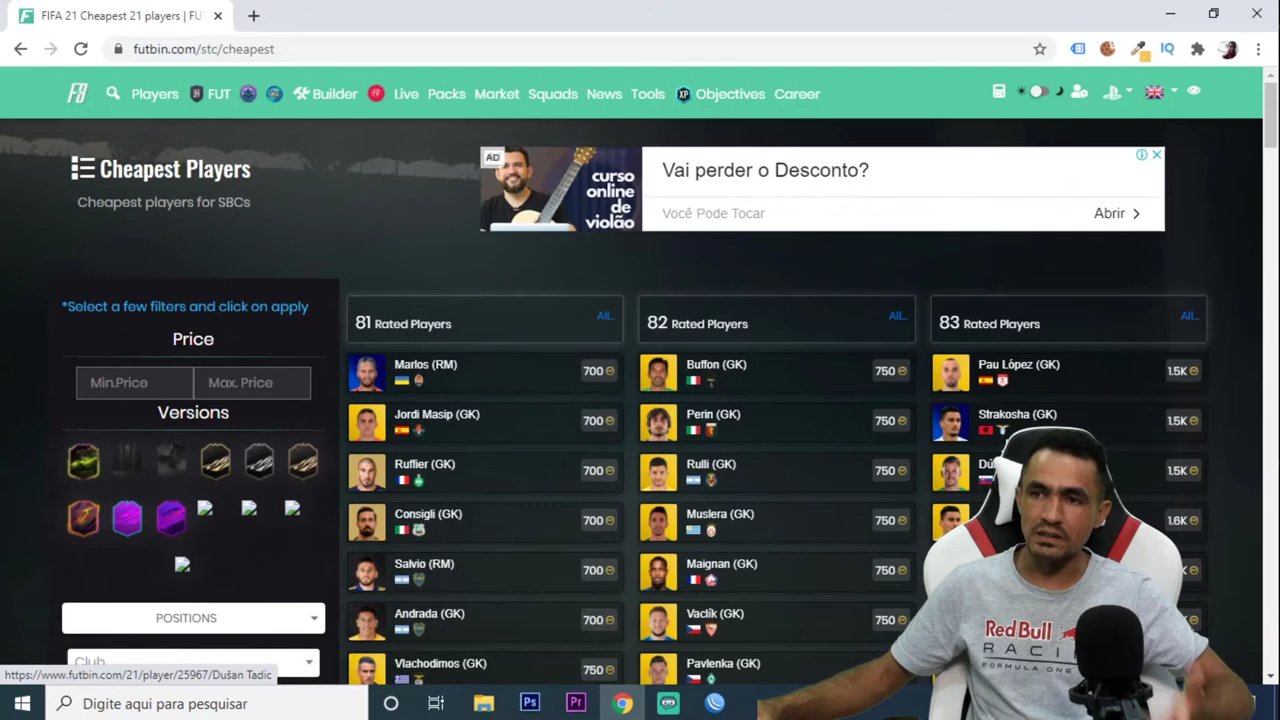 FIFA 21 Cheapest 21 players | FUT
futbin.com/stc/cheapest
IQ
F8
Players
FUT
Builder
Live
Packs
Market
Squads
News
Tools
XP
Objectives
Career
Cheapest Players
Cheapest players for SBCs
AD
curso
online
de
violão
Vai perder o Desconto?
Você Pode Tocar
Abrir
*Select a few filters and click on apply
Price
Min.Price
Max. Price
Versions
POSITIONS
Club
81 Rated Players
All..
Marlos (RM)
700
Jordi Masip (GK)
700
Ruffier (GK)
700
Consigli (GK)
700
Salvio (RM)
700
Andrada (GK)
700
Vlachodimos (GK)
750
82 Rated Players
All..
Buffon (GK)
750
Perin (GK)
750
Rulli (GK)
750
Muslera (GK)
750
Maignan (GK)
750
Vaclík (GK)
750
Pavlenka (GK)
83 Rated Players
All..
Pau López (GK)
1.5K
Strakosha (GK)
1.5K
1.5K
1.6K
Red Bull
FORMULA ONE
https://www.futbin.com/21/player/25967/Dušan Tadic
Digite aqui para pesquisar
Ps
Pr